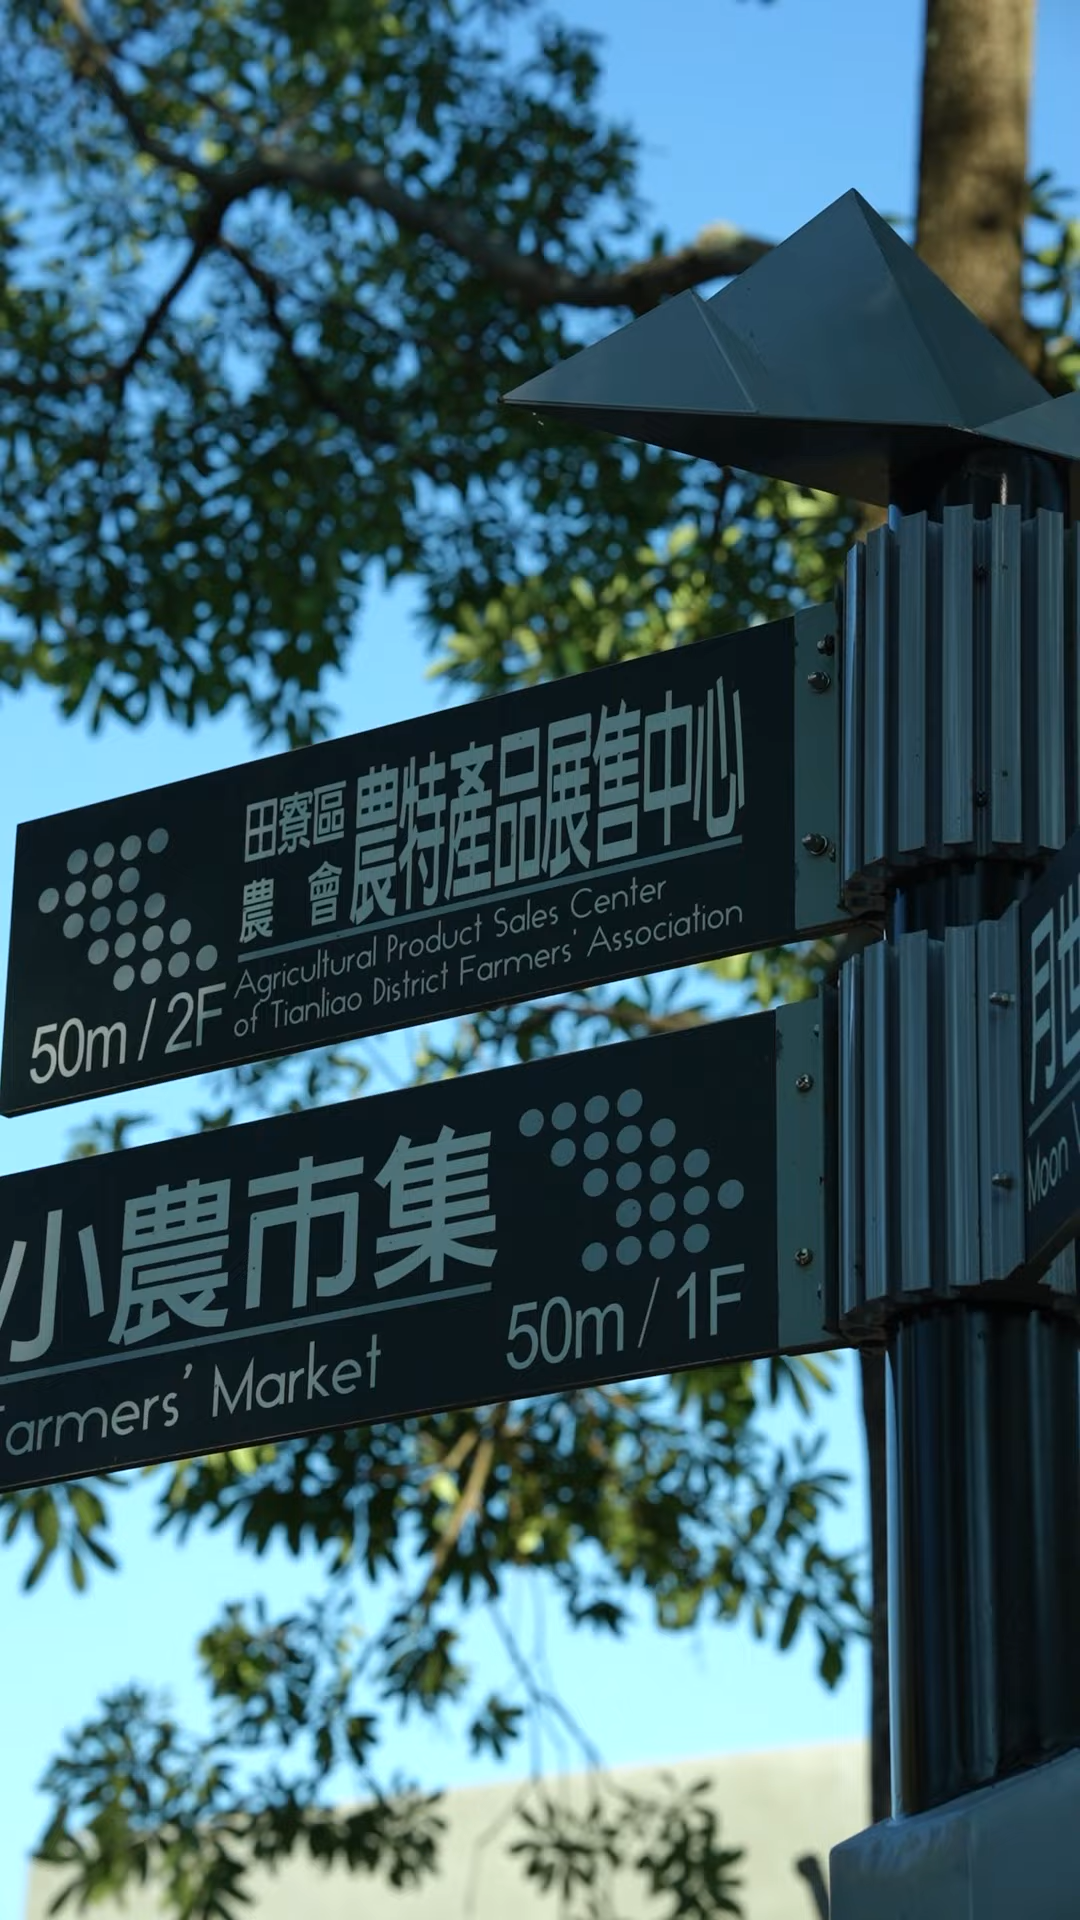 田寮區
農會
農特產品展售中心
Agricultural Product Sales Center
of Tianliao District Farmers' Association
50m / 2F
小農市集
Farmers' Market
50m / 1F
月世
Moon